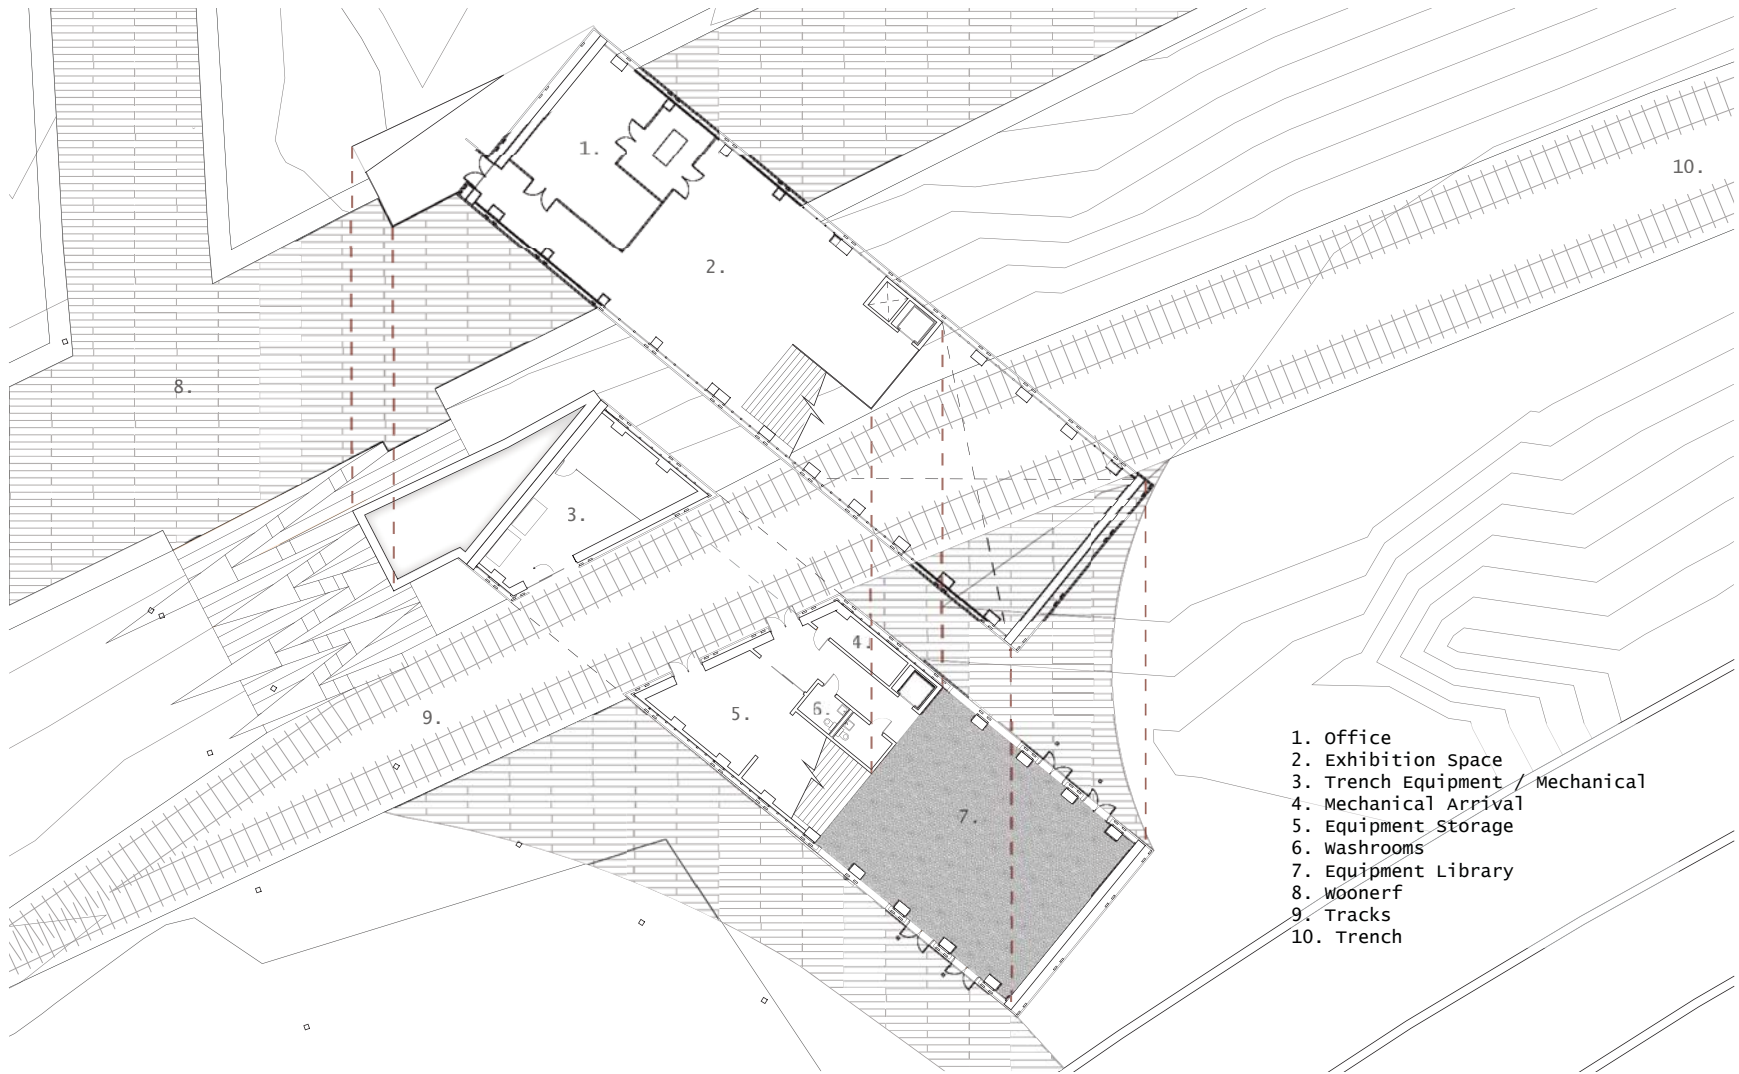 1.
10.
2.
8.
3.
4.
6.
5.
9.
7.
1. Office
2. Exhibition Space
3. Trench Equipment / Mechanical
4. Mechanical Arrival
5. Equipment Storage
6. Washrooms
7. Equipment Library
8. Woonerf
9. Tracks
10. Trench